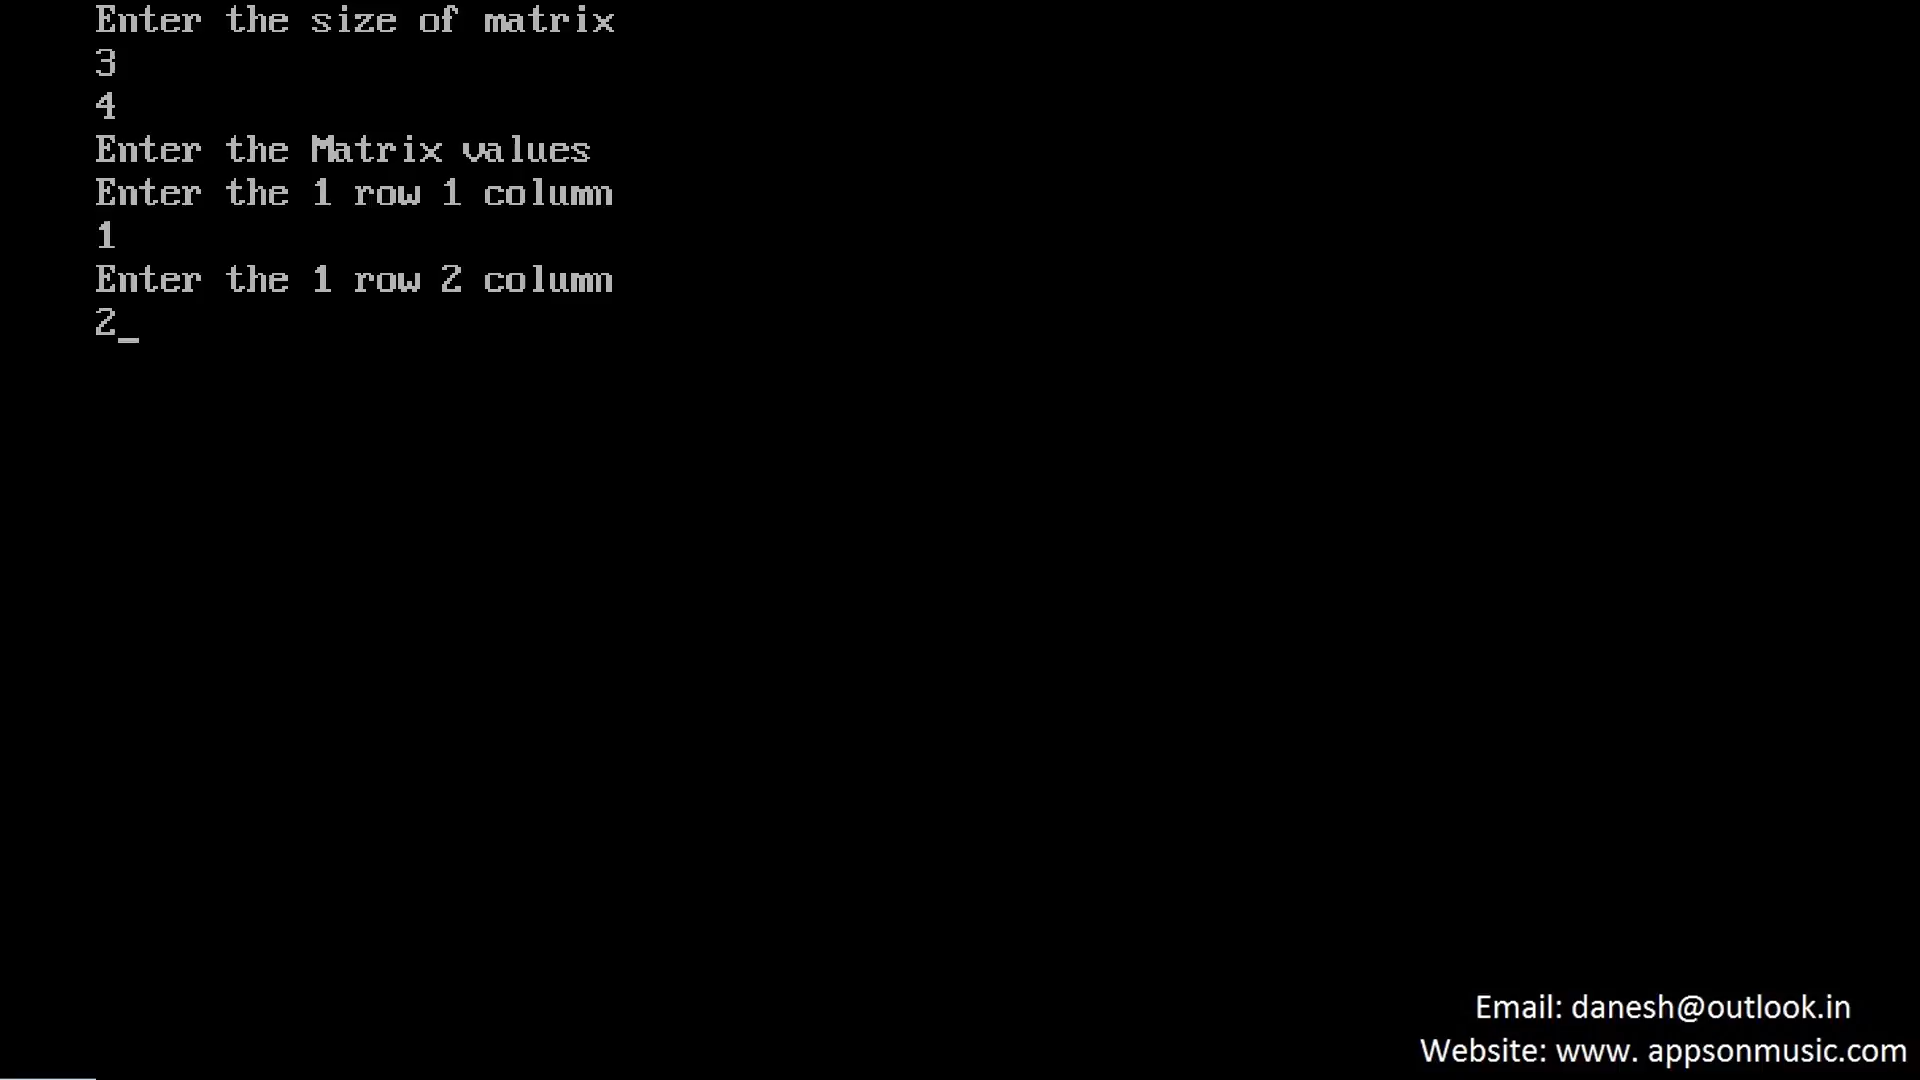 Enter the size of matrix
3
4
Enter the Matrix values
Enter the 1 row 1 column
1
Enter the 1 row 2 column
2_
Email: danesh@outlook.in
Website: www. appsonmusic.com